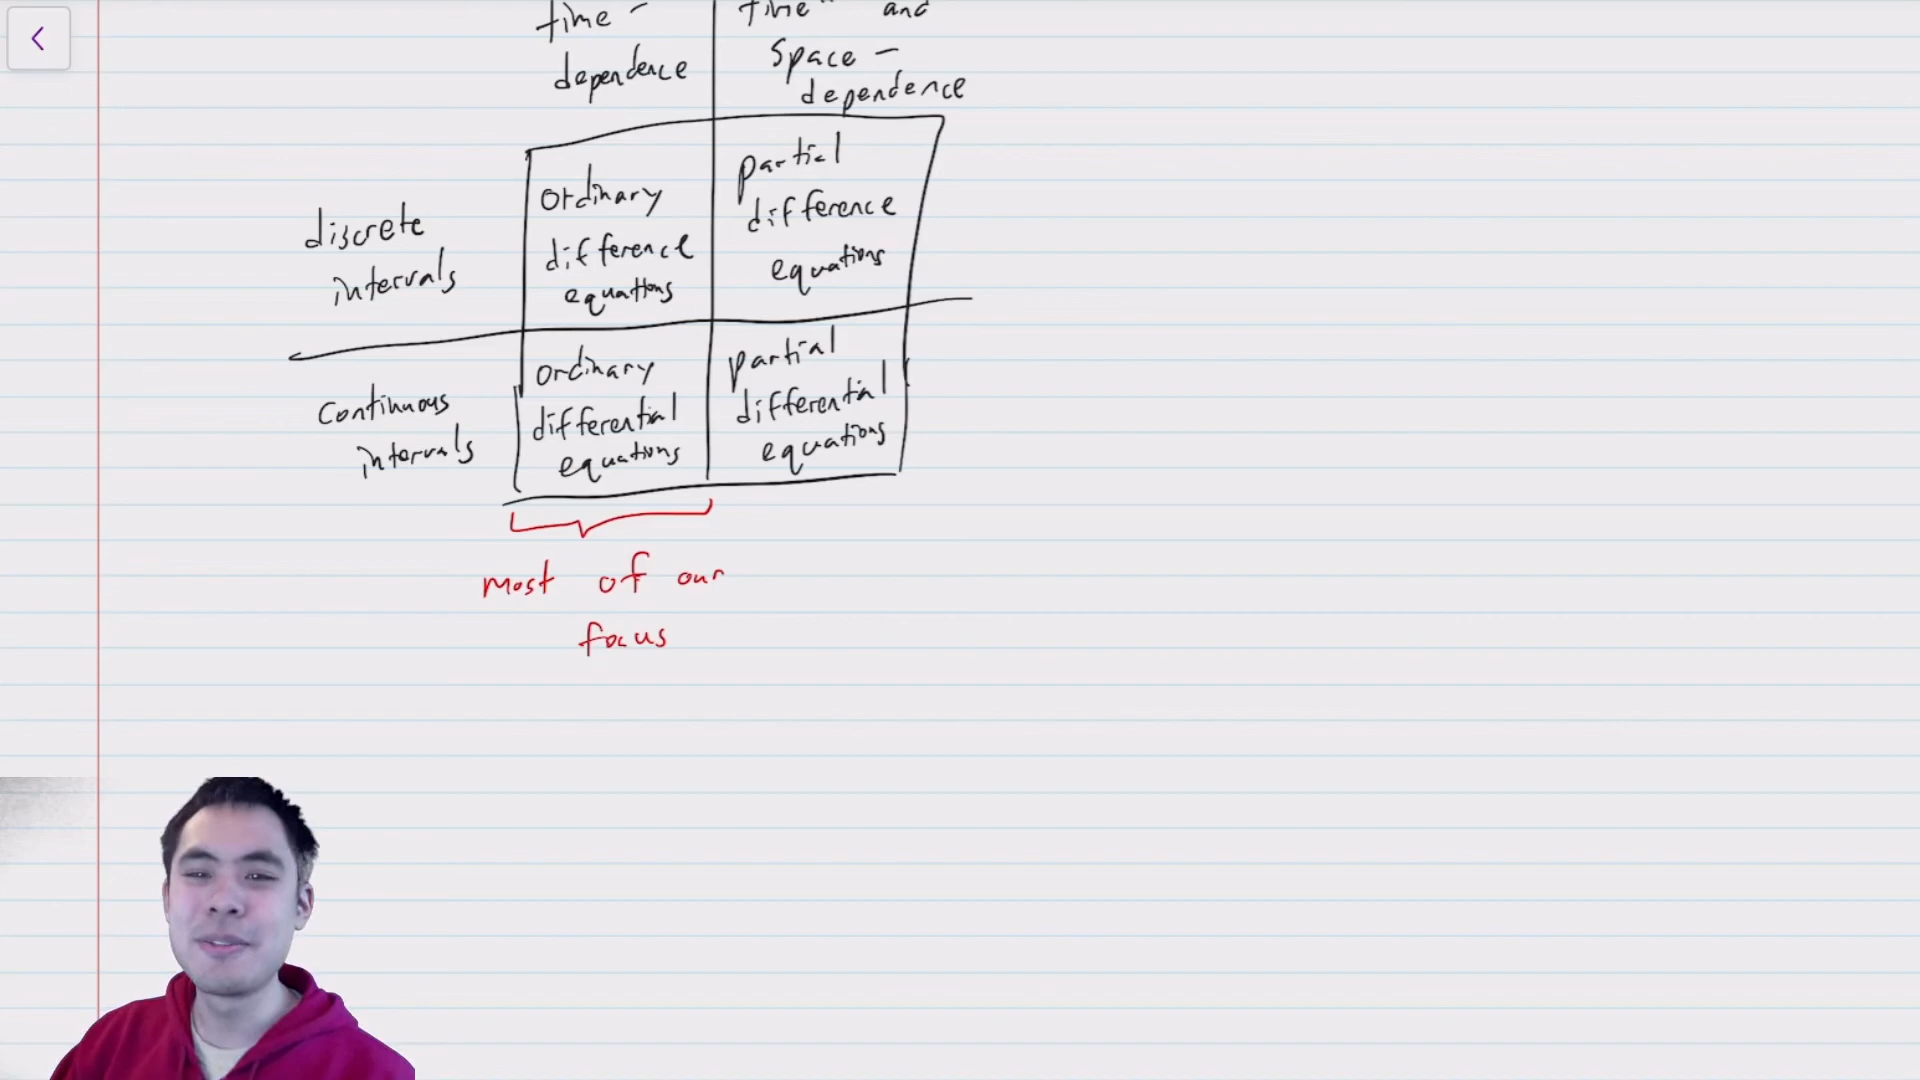 time -
dependence
time - and
space -
dependence
discrete
intervals
ordinary
difference
equations
partial
difference
equations
continuous
intervals
ordinary
differential
equations
partial
differential
equations
most of our
focus